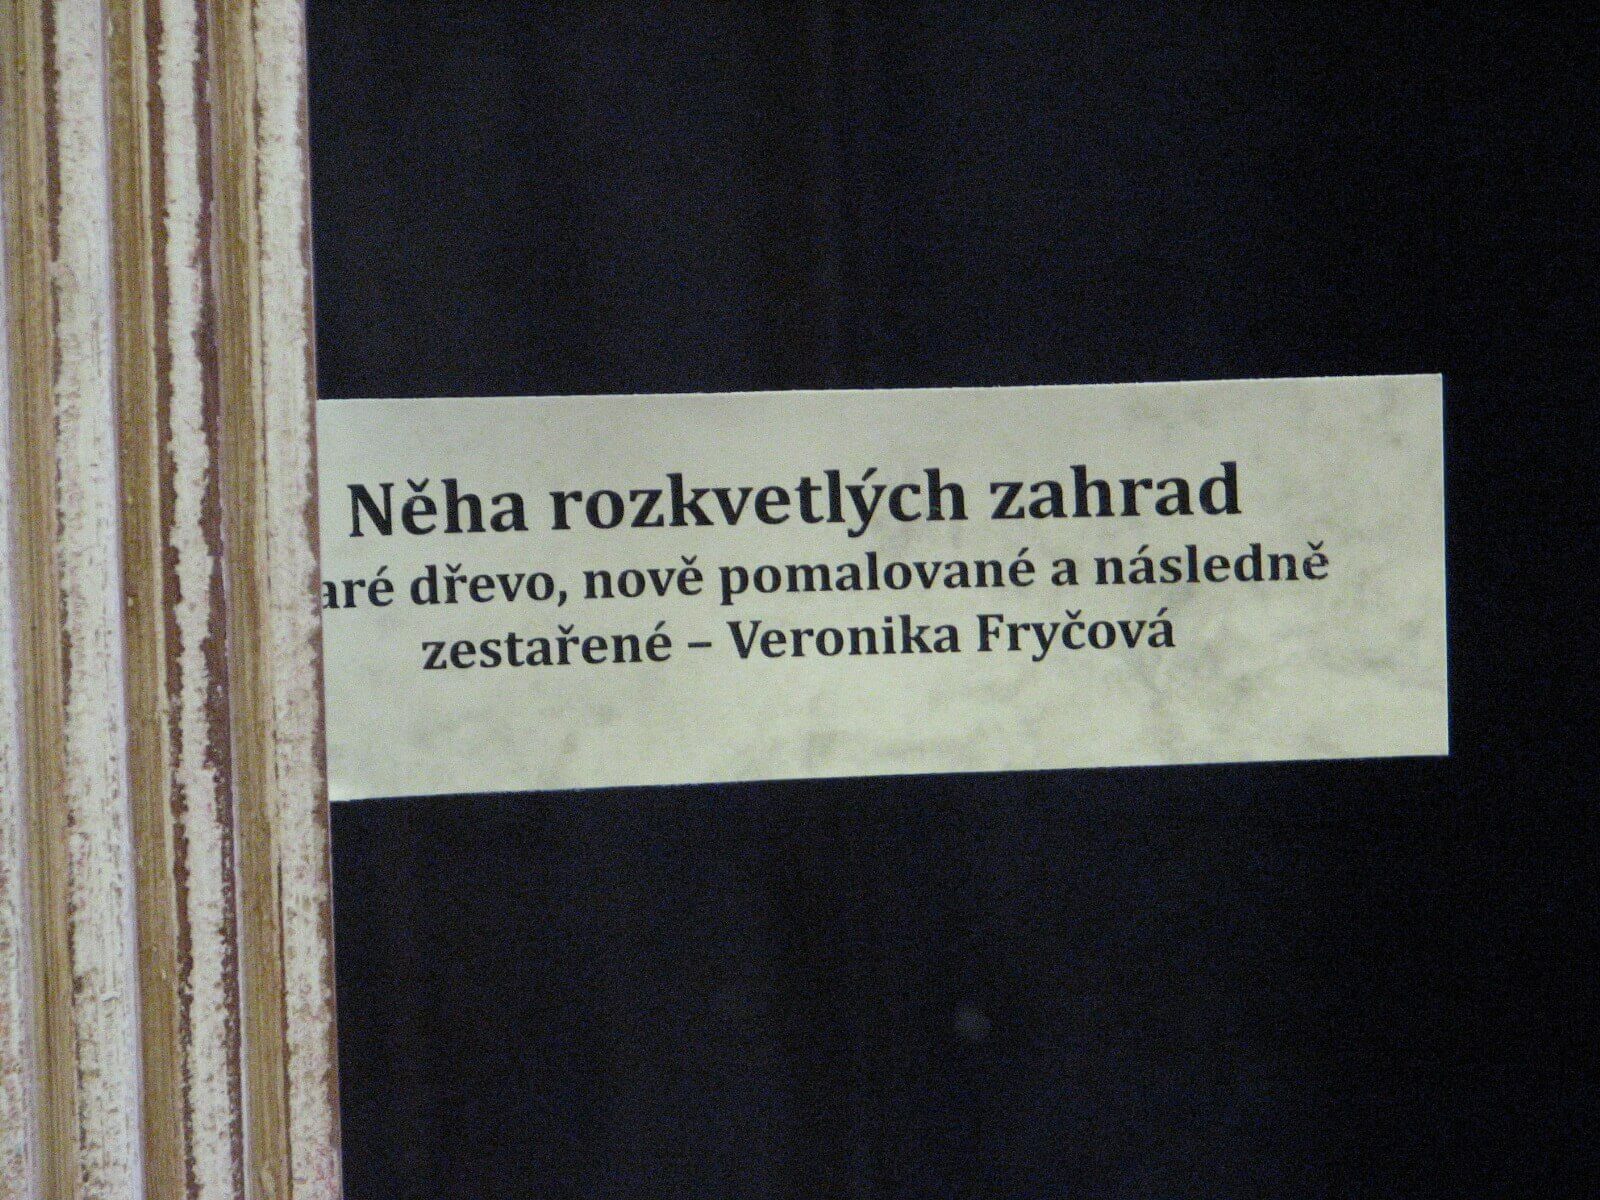 Něha rozkvetlých zahrad
aré dřevo, nově pomalované a následně
zestařené – Veronika Fryčová